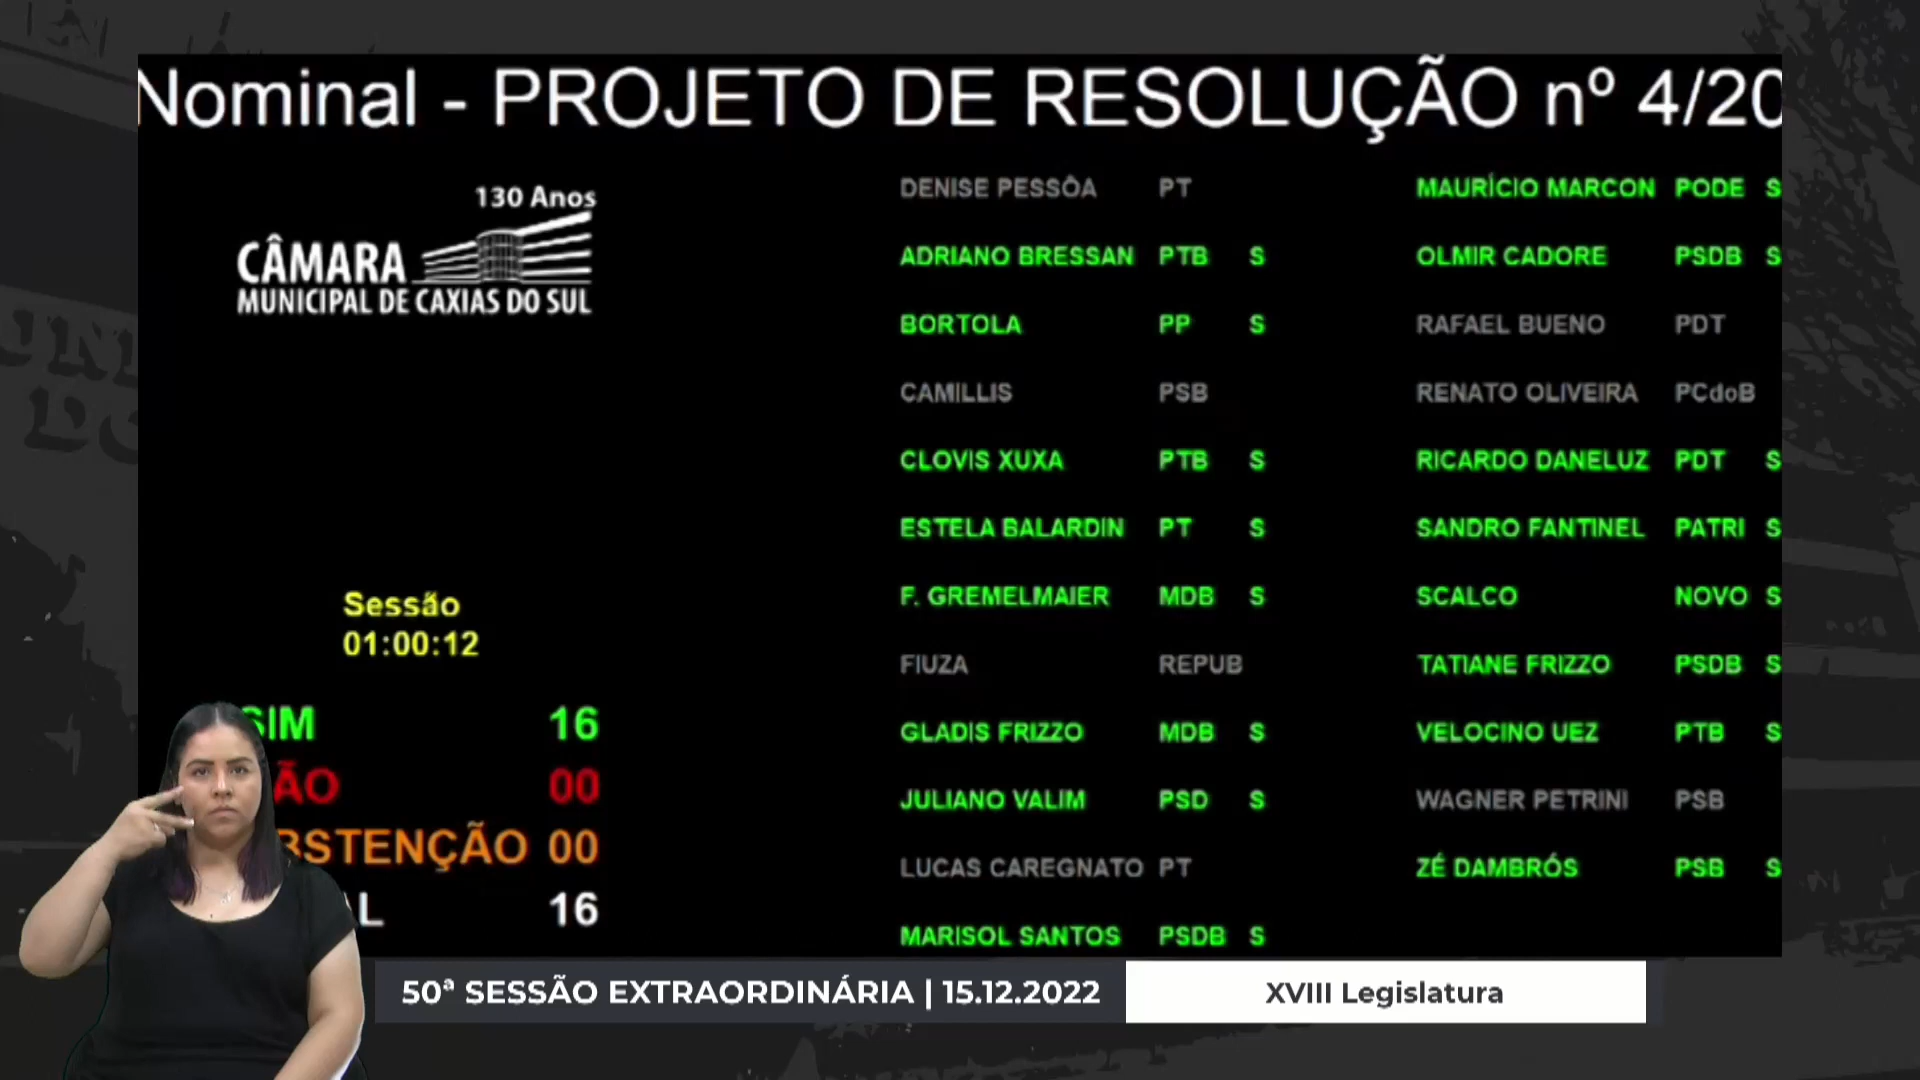 Nominal - PROJETO DE RESOLUÇÃO nº 4/20
130 Anos
CÂMARA
MUNICIPAL DE CAXIAS DO SUL
Sessão
01:00:12
SIM 16
ÃO 00
BSTENÇÃO 00
AL 16
DENISE PESSÔA PT
ADRIANO BRESSAN PTB S
BORTOLA PP S
CAMILLIS PSB
CLOVIS XUXA PTB S
ESTELA BALARDIN PT S
F. GREMELMAIER MDB S
FIUZA REPUB
GLADIS FRIZZO MDB S
JULIANO VALIM PSD S
LUCAS CAREGNATO PT
MARISOL SANTOS PSDB S
MAURÍCIO MARCON PODE S
OLMIR CADORE PSDB S
RAFAEL BUENO PDT
RENATO OLIVEIRA PCdoB
RICARDO DANELUZ PDT S
SANDRO FANTINEL PATRI S
SCALCO NOVO S
TATIANE FRIZZO PSDB S
VELOCINO UEZ PTB S
WAGNER PETRINI PSB
ZÉ DAMBRÓS PSB S
50ª SESSÃO EXTRAORDINÁRIA | 15.12.2022
XVIII Legislatura